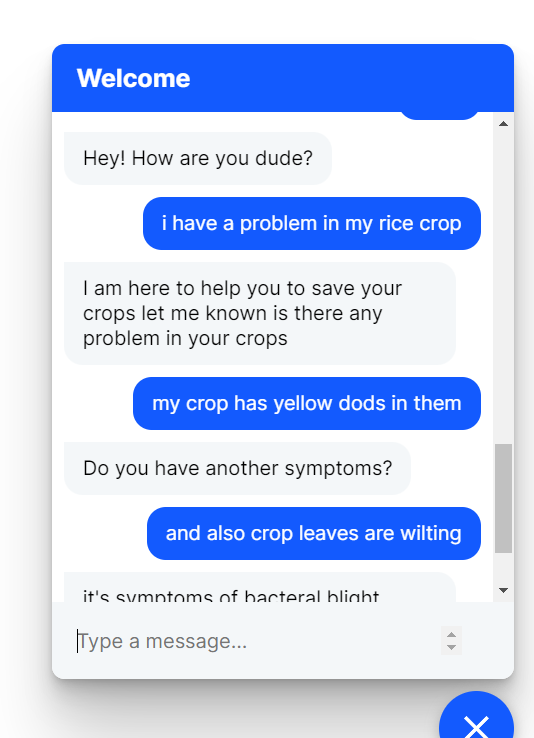 Welcome
Hey! How are you dude?
i have a problem in my rice crop
I am here to help you to save your
crops let me known is there any
problem in your crops
my crop has yellow dods in them
Do you have another symptoms?
and also crop leaves are wilting
it's symptoms of bacteral blight
Type a message...